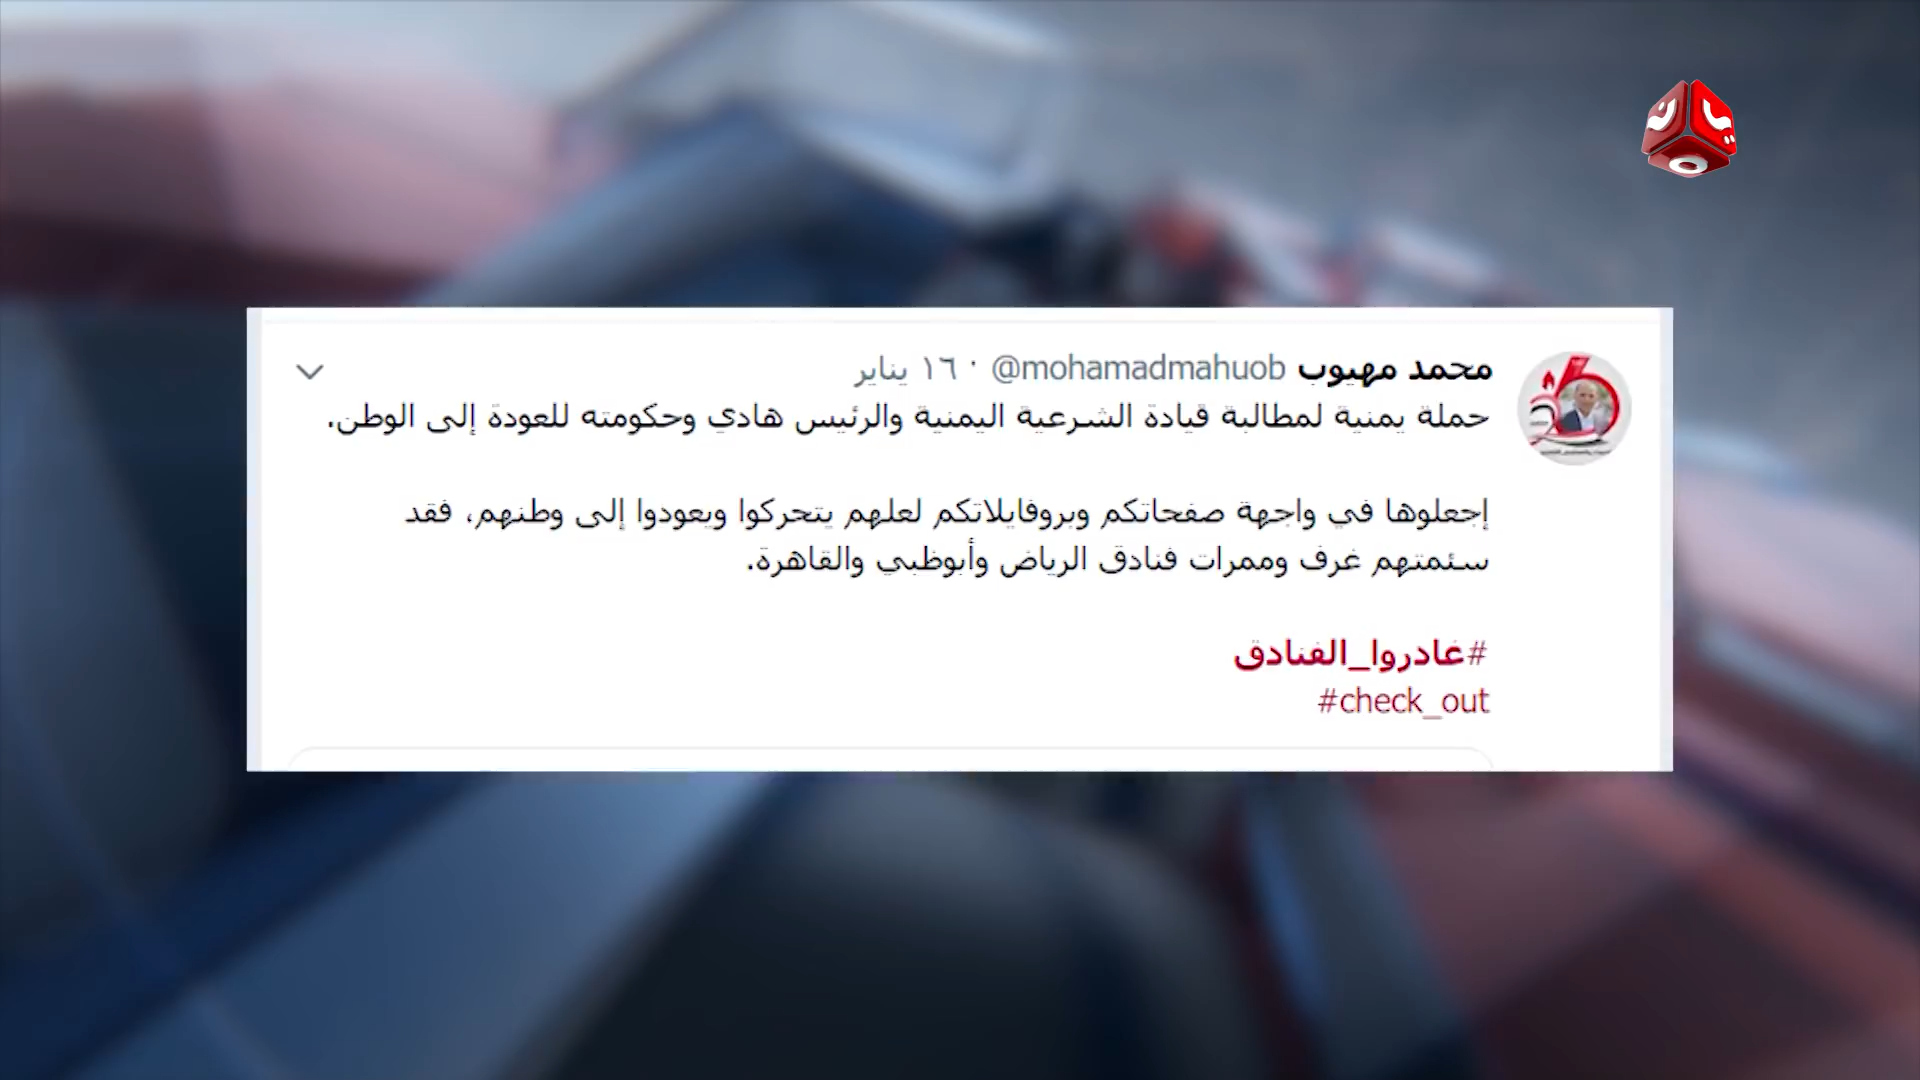 محمد مهيوب @mohamadmahuob · ١٦ يناير
حملة يمنية لمطالبة قيادة الشرعية اليمنية والرئيس هادي وحكومته للعودة إلى الوطن.
إجعلوها في واجهة صفحاتكم وبروفايلاتكم لعلهم يتحركوا ويعودوا إلى وطنهم، فقد
سئمتهم غرف وممرات فنادق الرياض وأبوظبي والقاهرة.
#غادروا_الفنادق
#check_out